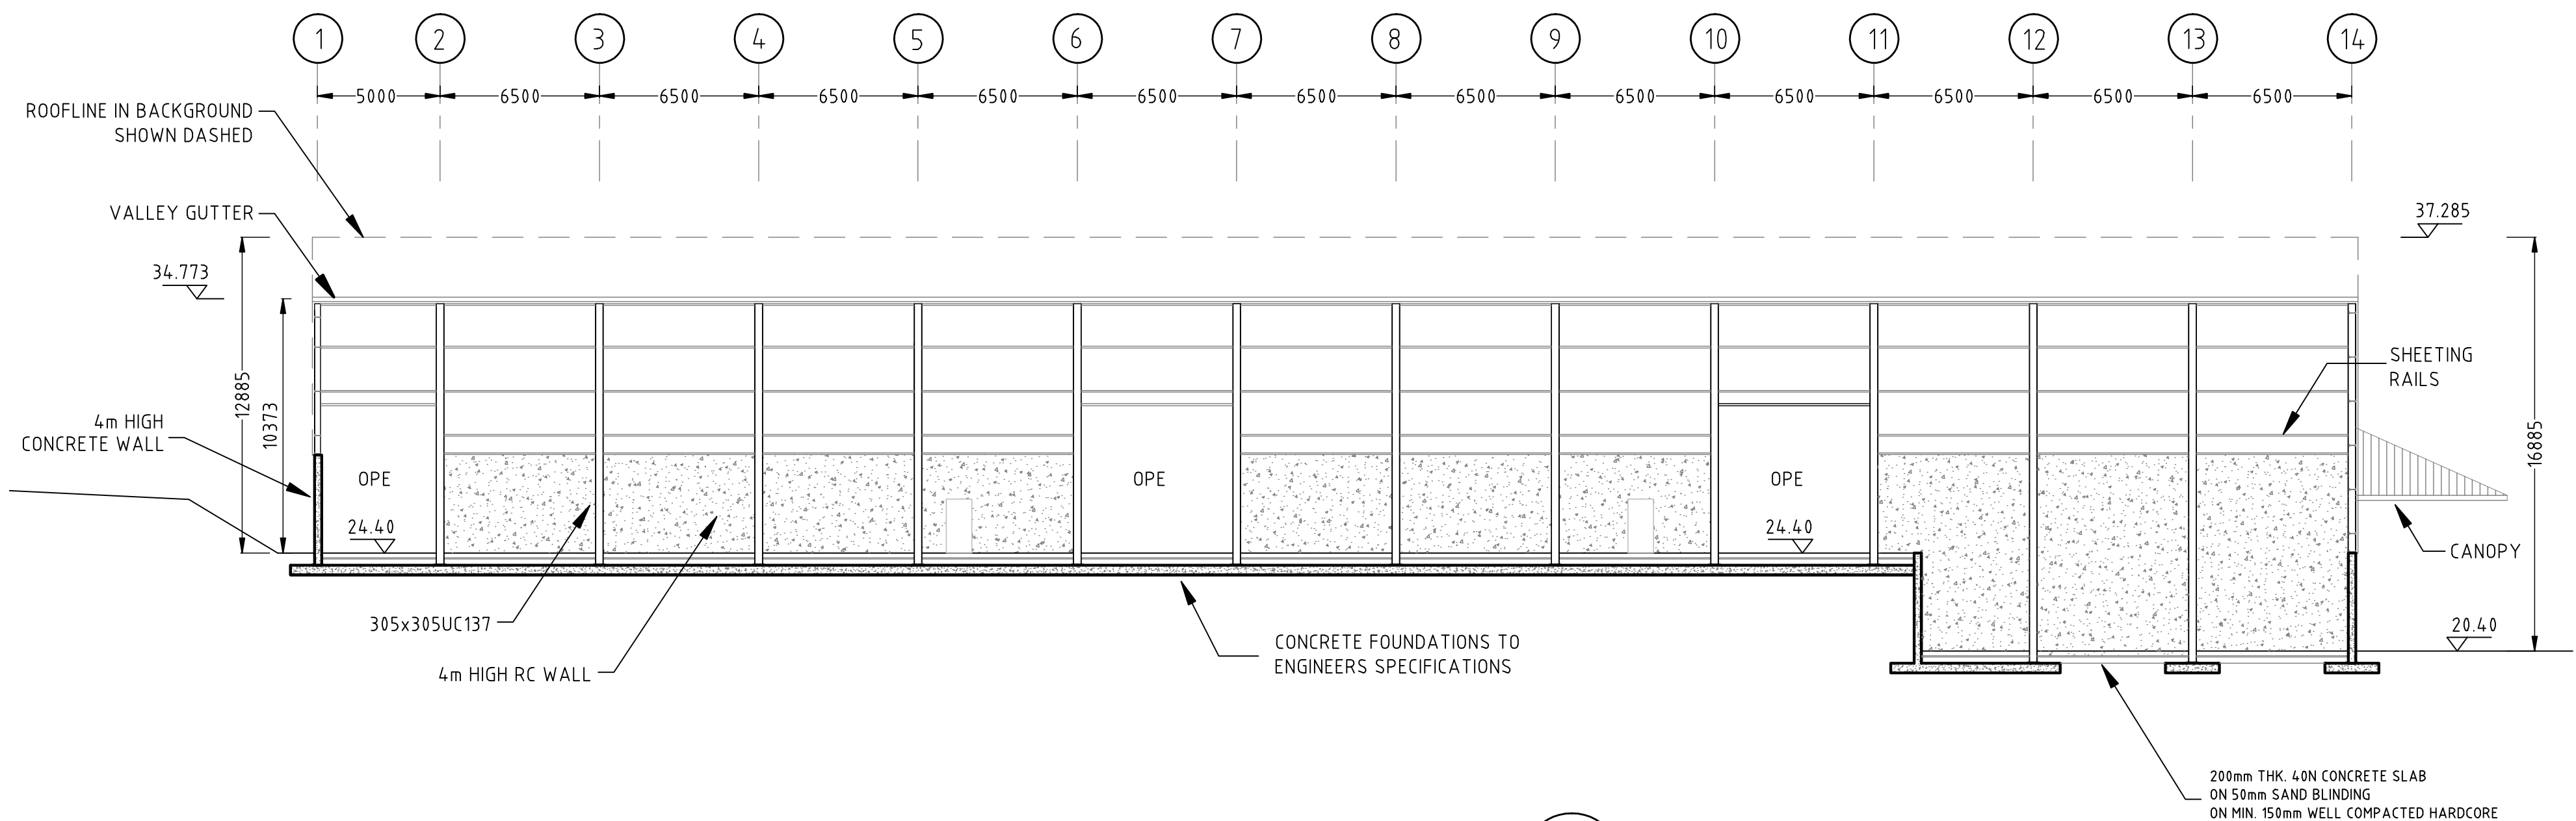 1 2 3 4 5 6 7 8 9 10 11 12 13 14
5000 6500 6500 6500 6500 6500 6500 6500 6500 6500 6500 6500 6500
ROOFLINE IN BACKGROUND
SHOWN DASHED
VALLEY GUTTER
37.285
34.773
12885
10373
16885
SHEETING
RAILS
4m HIGH
CONCRETE WALL
OPE
OPE
OPE
24.40
24.40
CANOPY
305x305UC137
4m HIGH RC WALL
CONCRETE FOUNDATIONS TO
ENGINEERS SPECIFICATIONS
20.40
200mm THK. 40N CONCRETE SLAB
ON 50mm SAND BLINDING
ON MIN. 150mm WELL COMPACTED HARDCORE